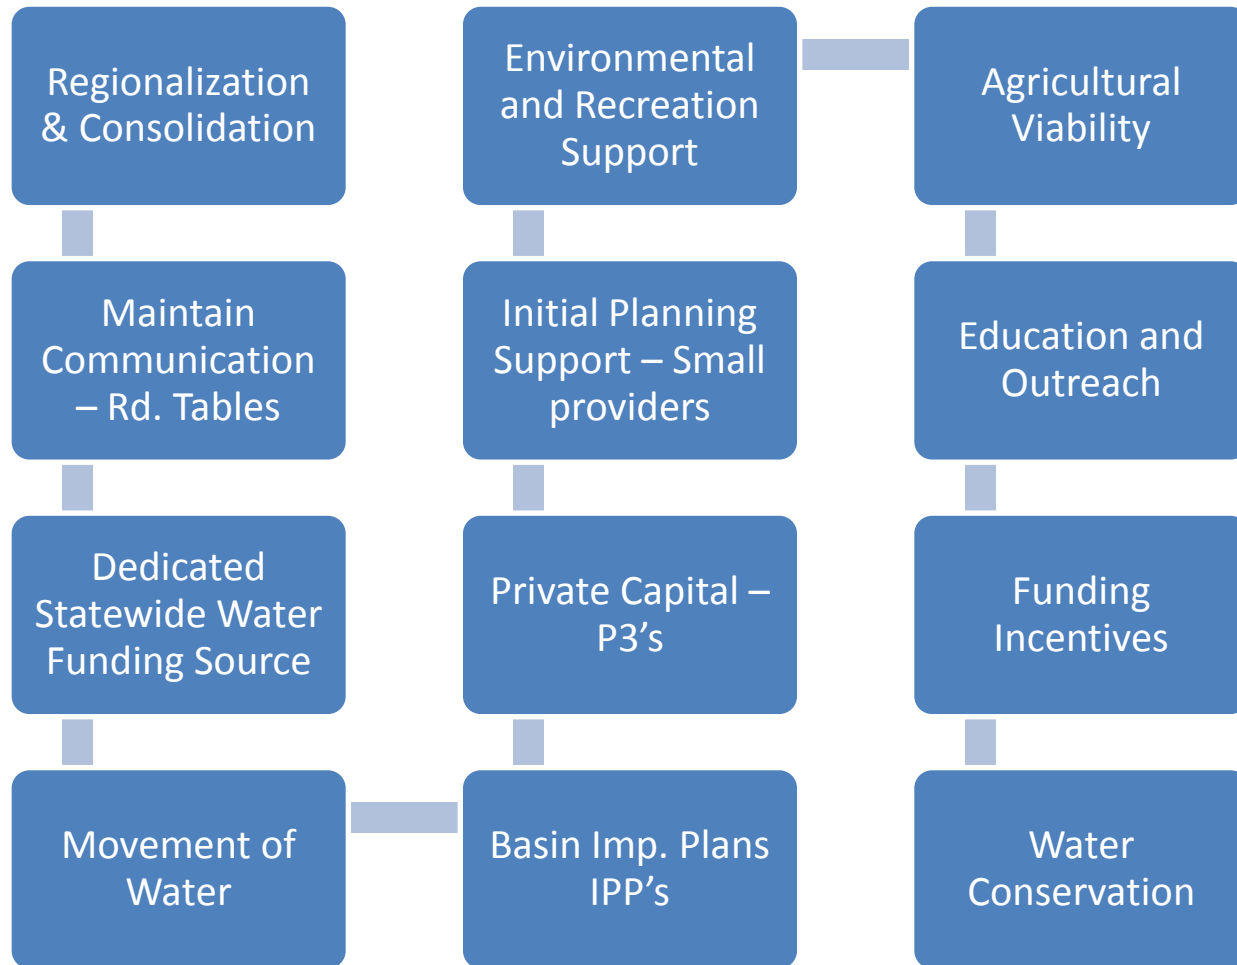 Regionalization
& Consolidation
Maintain
Communication
– Rd. Tables
Dedicated
Statewide Water
Funding Source
Movement of
Water
Basin Imp. Plans
IPP’s
Private Capital –
P3’s
Initial Planning
Support – Small
providers
Environmental
and Recreation
Support
Agricultural
Viability
Education and
Outreach
Funding
Incentives
Water
Conservation